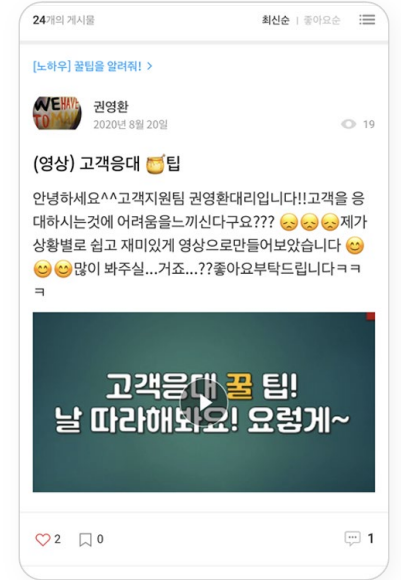 24개의 게시물
최신순 | 좋아요순
[노하우] 꿀팁을 알려줘! >
WE HAVE
권영환
2020년 8월 20일
19
(영상) 고객응대 🍯팁
안녕하세요^^고객지원팀 권영환대리입니다!!고객을 응
대하시는것에 어려움을느끼신다구요??? 😞😞😞제가
상황별로 쉽고 재미있게 영상으로만들어보았습니다 😊
😊😊많이 봐주실...거죠...??좋아요부탁드립니다ㅋㅋ
ㅋ
고객응대 꿀 팁!
날 따라해봐요! 요렇게~
2
0
1